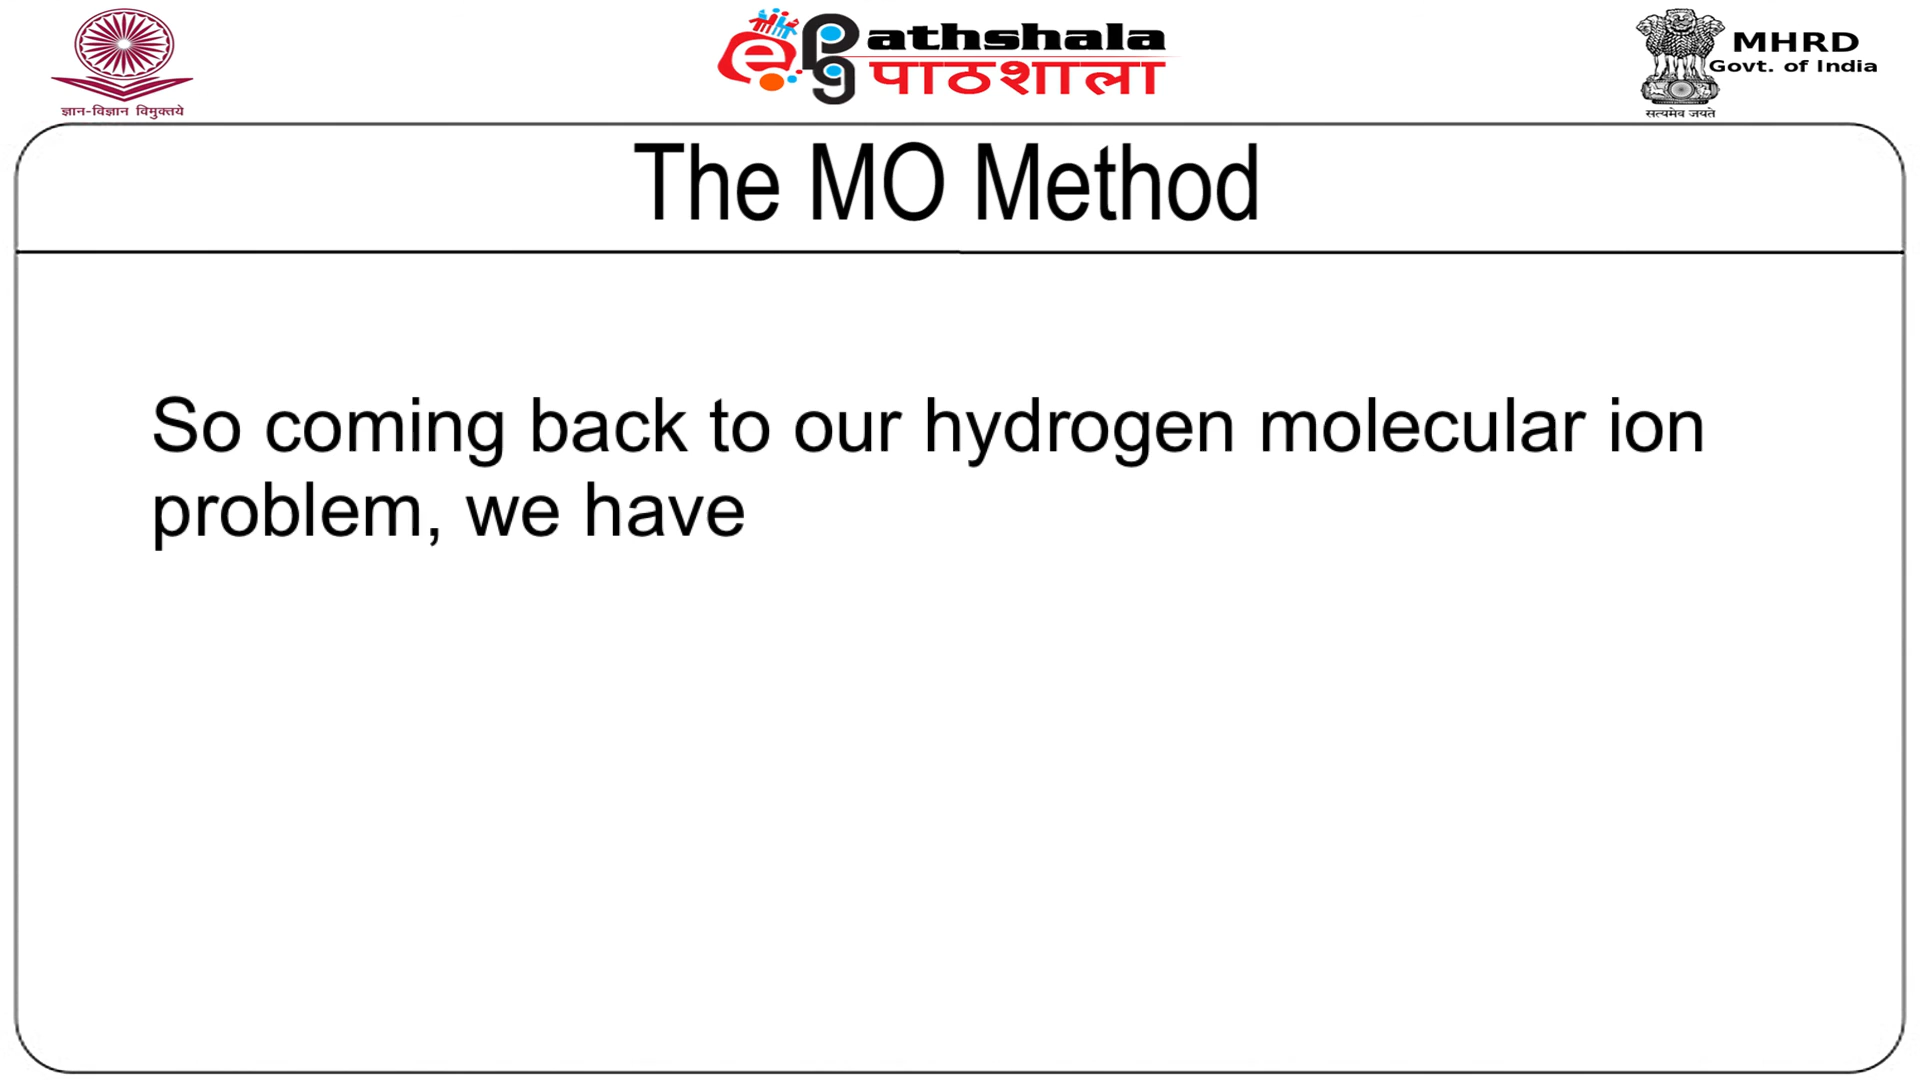 ज्ञान-विज्ञान विमुक्तये
ePG athshala
पाठशाला
MHRD
Govt. of India
सत्यमेव जयते
The MO Method
So coming back to our hydrogen molecular ion
problem, we have